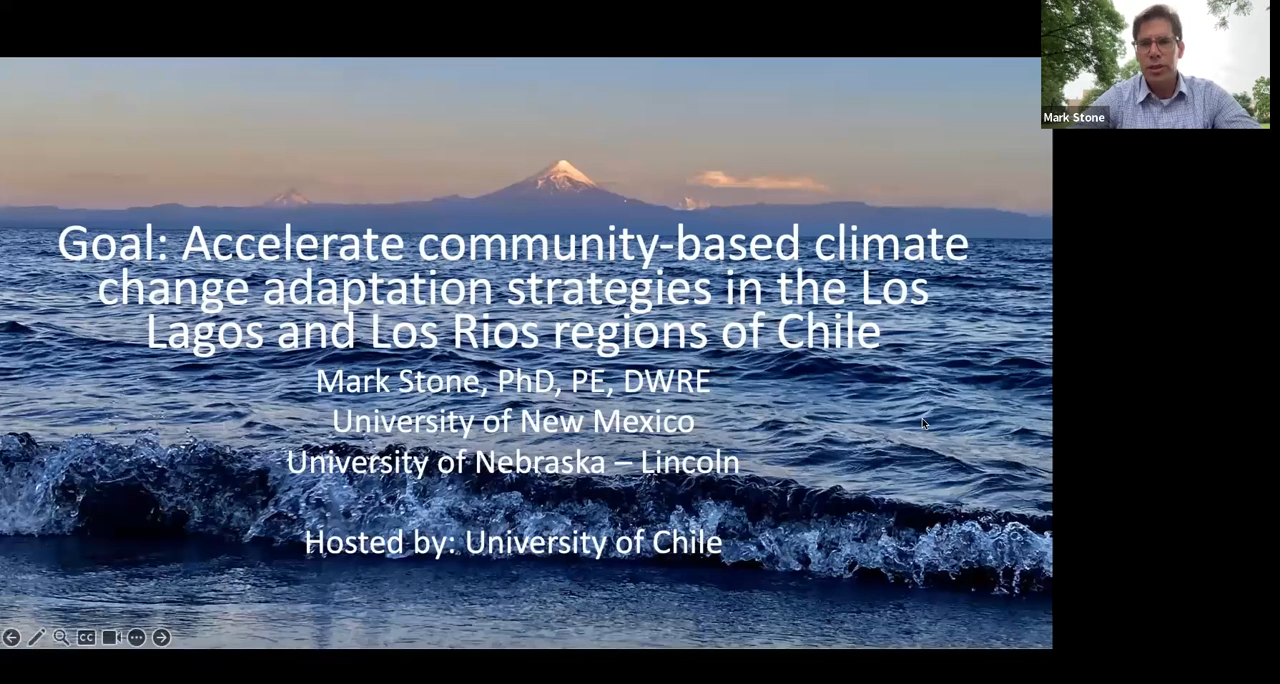 Mark Stone
Goal: Accelerate community-based climate
change adaptation strategies in the Los
Lagos and Los Rios regions of Chile
Mark Stone, PhD, PE, DWRE
University of New Mexico
University of Nebraska – Lincoln
Hosted by: University of Chile
CC